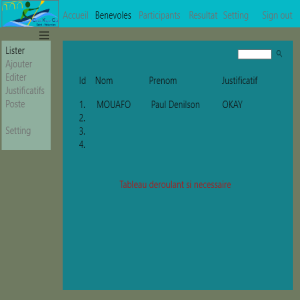 Accueil Benevoles Participants Resultat Setting Sign out
Lister
Ajouter
Editer
Justificatifs
Poste
Setting
Id Nom Prenom Justificatif
1. MOUAFO Paul Denilson OKAY
2.
3.
4.
Tableau deroulant si necessaire